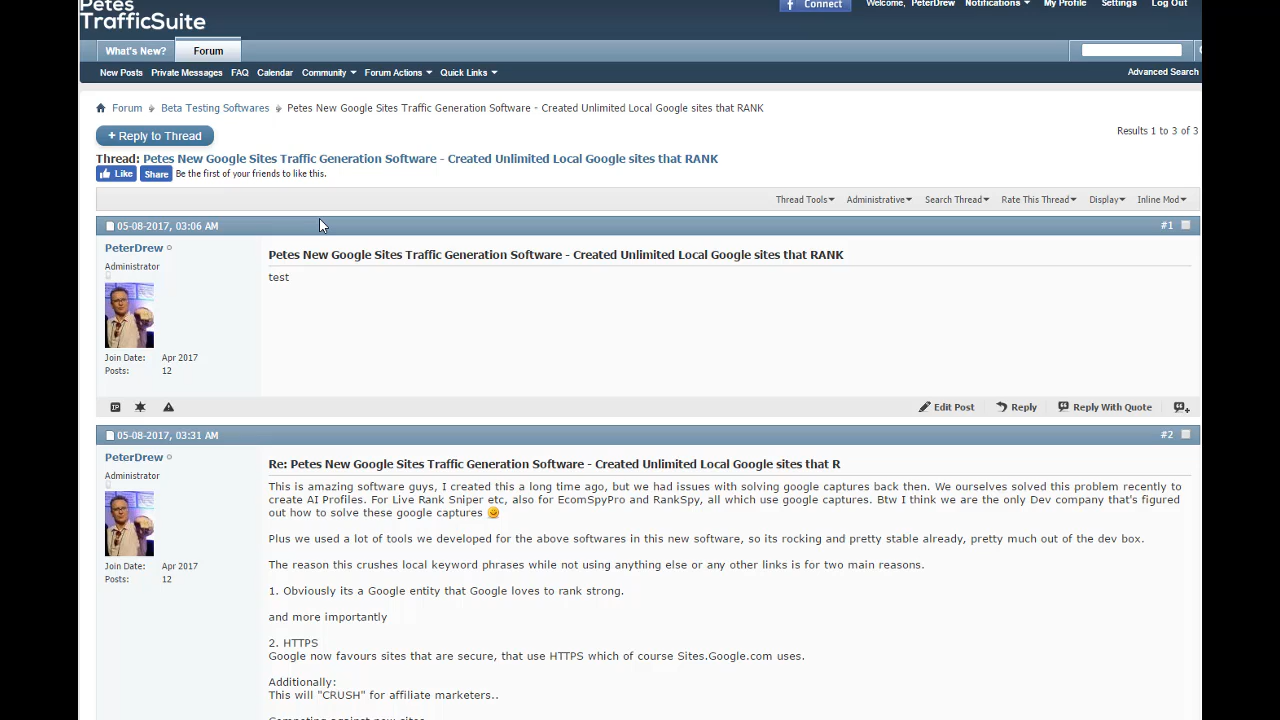 Petes
TrafficSuite
Connect
Welcome, PeterDrew Notifications My Profile Settings Log Out
What's New? Forum
New Posts Private Messages FAQ Calendar Community Forum Actions Quick Links Advanced Search
Forum Beta Testing Softwares Petes New Google Sites Traffic Generation Software - Created Unlimited Local Google sites that RANK
+ Reply to Thread
Results 1 to 3 of 3
Thread: Petes New Google Sites Traffic Generation Software - Created Unlimited Local Google sites that RANK
Like Share Be the first of your friends to like this.
Thread Tools Administrative Search Thread Rate This Thread Display Inline Mod
05-08-2017, 03:06 AM #1
PeterDrew
Administrator
Join Date: Apr 2017
Posts: 12
Petes New Google Sites Traffic Generation Software - Created Unlimited Local Google sites that RANK
test
IP
Edit Post Reply Reply With Quote
05-08-2017, 03:31 AM #2
PeterDrew
Administrator
Join Date: Apr 2017
Posts: 12
Re: Petes New Google Sites Traffic Generation Software - Created Unlimited Local Google sites that R
This is amazing software guys, I created this a long time ago, but we had issues with solving google captures back then. We ourselves solved this problem recently to
create AI Profiles. For Live Rank Sniper etc, also for EcomSpyPro and RankSpy, all which use google captures. Btw I think we are the only Dev company that's figured
out how to solve these google captures
Plus we used a lot of tools we developed for the above softwares in this new software, so its rocking and pretty stable already, pretty much out of the dev box.
The reason this crushes local keyword phrases while not using anything else or any other links is for two main reasons.
1. Obviously its a Google entity that Google loves to rank strong.
and more importantly
2. HTTPS
Google now favours sites that are secure, that use HTTPS which of course Sites.Google.com uses.
Additionally:
This will "CRUSH" for affiliate marketers..
Competing against new sites